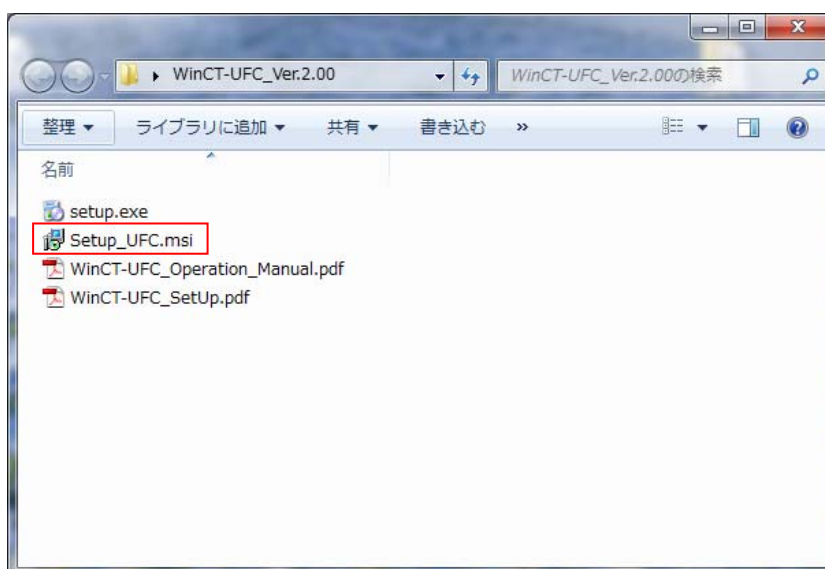 WinCT-UFC_Ver.2.00
WinCT-UFC_Ver.2.00の検索
整理 ライブラリに追加 共有 書き込む »
名前
setup.exe
Setup_UFC.msi
WinCT-UFC_Operation_Manual.pdf
WinCT-UFC_SetUp.pdf